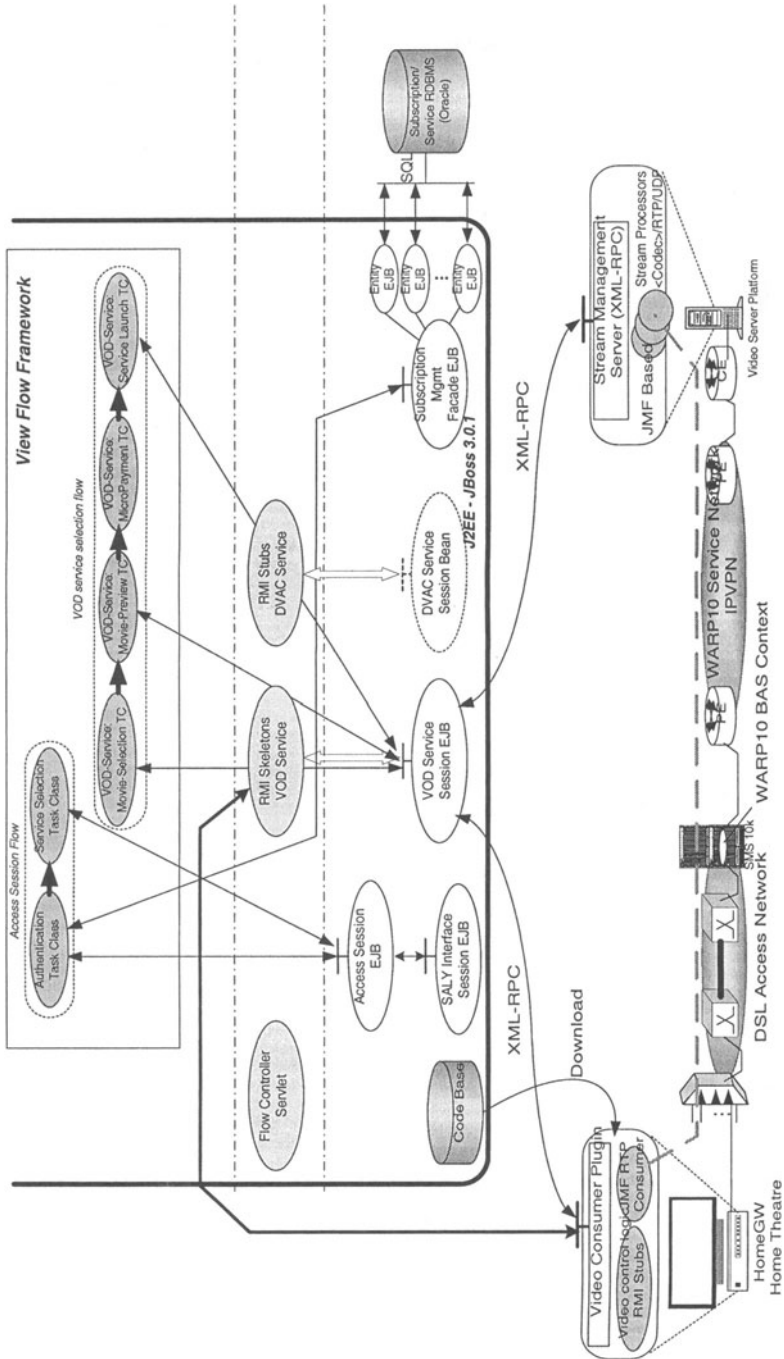 View Flow Framework
Access Session Flow
VOD service selection flow
Authentication
Task Class
Service Selection
Task Class
VOD-Service:
Movie-Selection TC
VOD-Service:
Movie-Preview TC
VOD-Service:
MicroPayment TC
VOD-Service:
Service Launch TC
Flow Controller
Servlet
RMI Skeletons
VOD Service
RMI Stubs
DVAC Service
Code Base
Access Session
EJB
SALY Interface
Session EJB
VOD Service
Session EJB
DVAC Service
Session Bean
Subscription
Mgmt
Facade EJB
Entity
EJB
Entity
EJB
Entity
EJB
SQL
Subscription/
Service RDBMS
(Oracle)
J2EE - JBoss 3.0.1
Download
XML-RPC
XML-RPC
Video Consumer Plugin
Video control logic
RMI Stubs
JMF RTP
Consumer
Stream Management
Server (XML-RPC)
JMF Based
Stream Processors
<Codec>/RTP/UDP
HomeGW
Home Theatre
DSL Access Network
SMS 10k
WARP10 BAS Context
PE
WARP10 Service Network
IPVPN
PE
CE
Video Server Platform